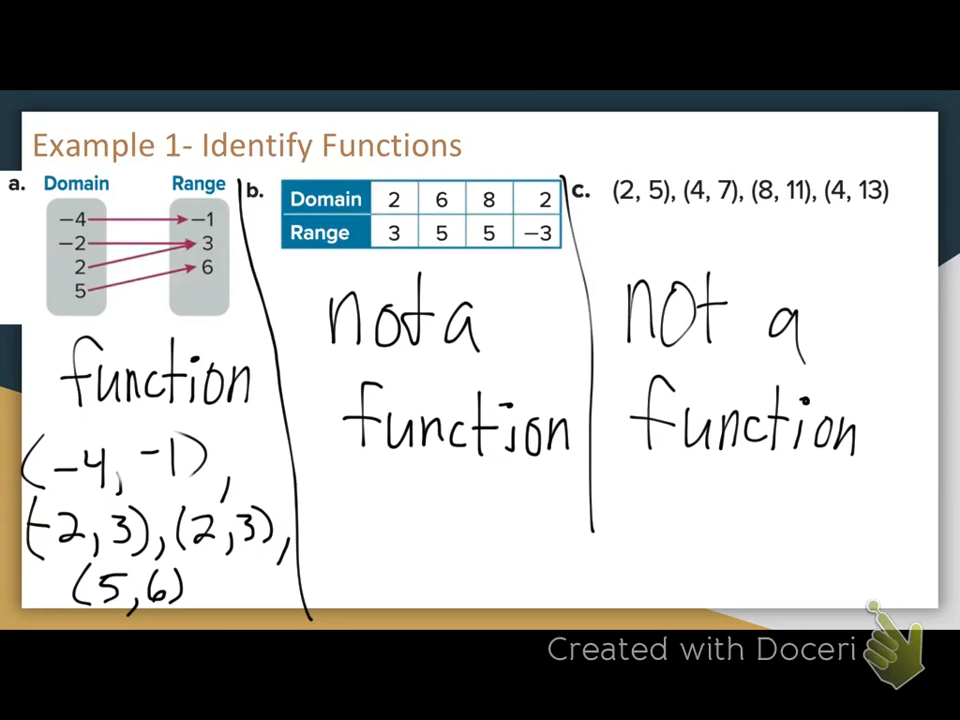 Example 1- Identify Functions
a. Domain Range
−4 −1
−2 3
2 6
5
function
(−4, −1),
(−2, 3), (2, 3),
(5, 6)
b.
Domain 2 6 8 2
Range 3 5 5 −3
not a
function
c. (2, 5), (4, 7), (8, 11), (4, 13)
not a
function
Created with Doceri